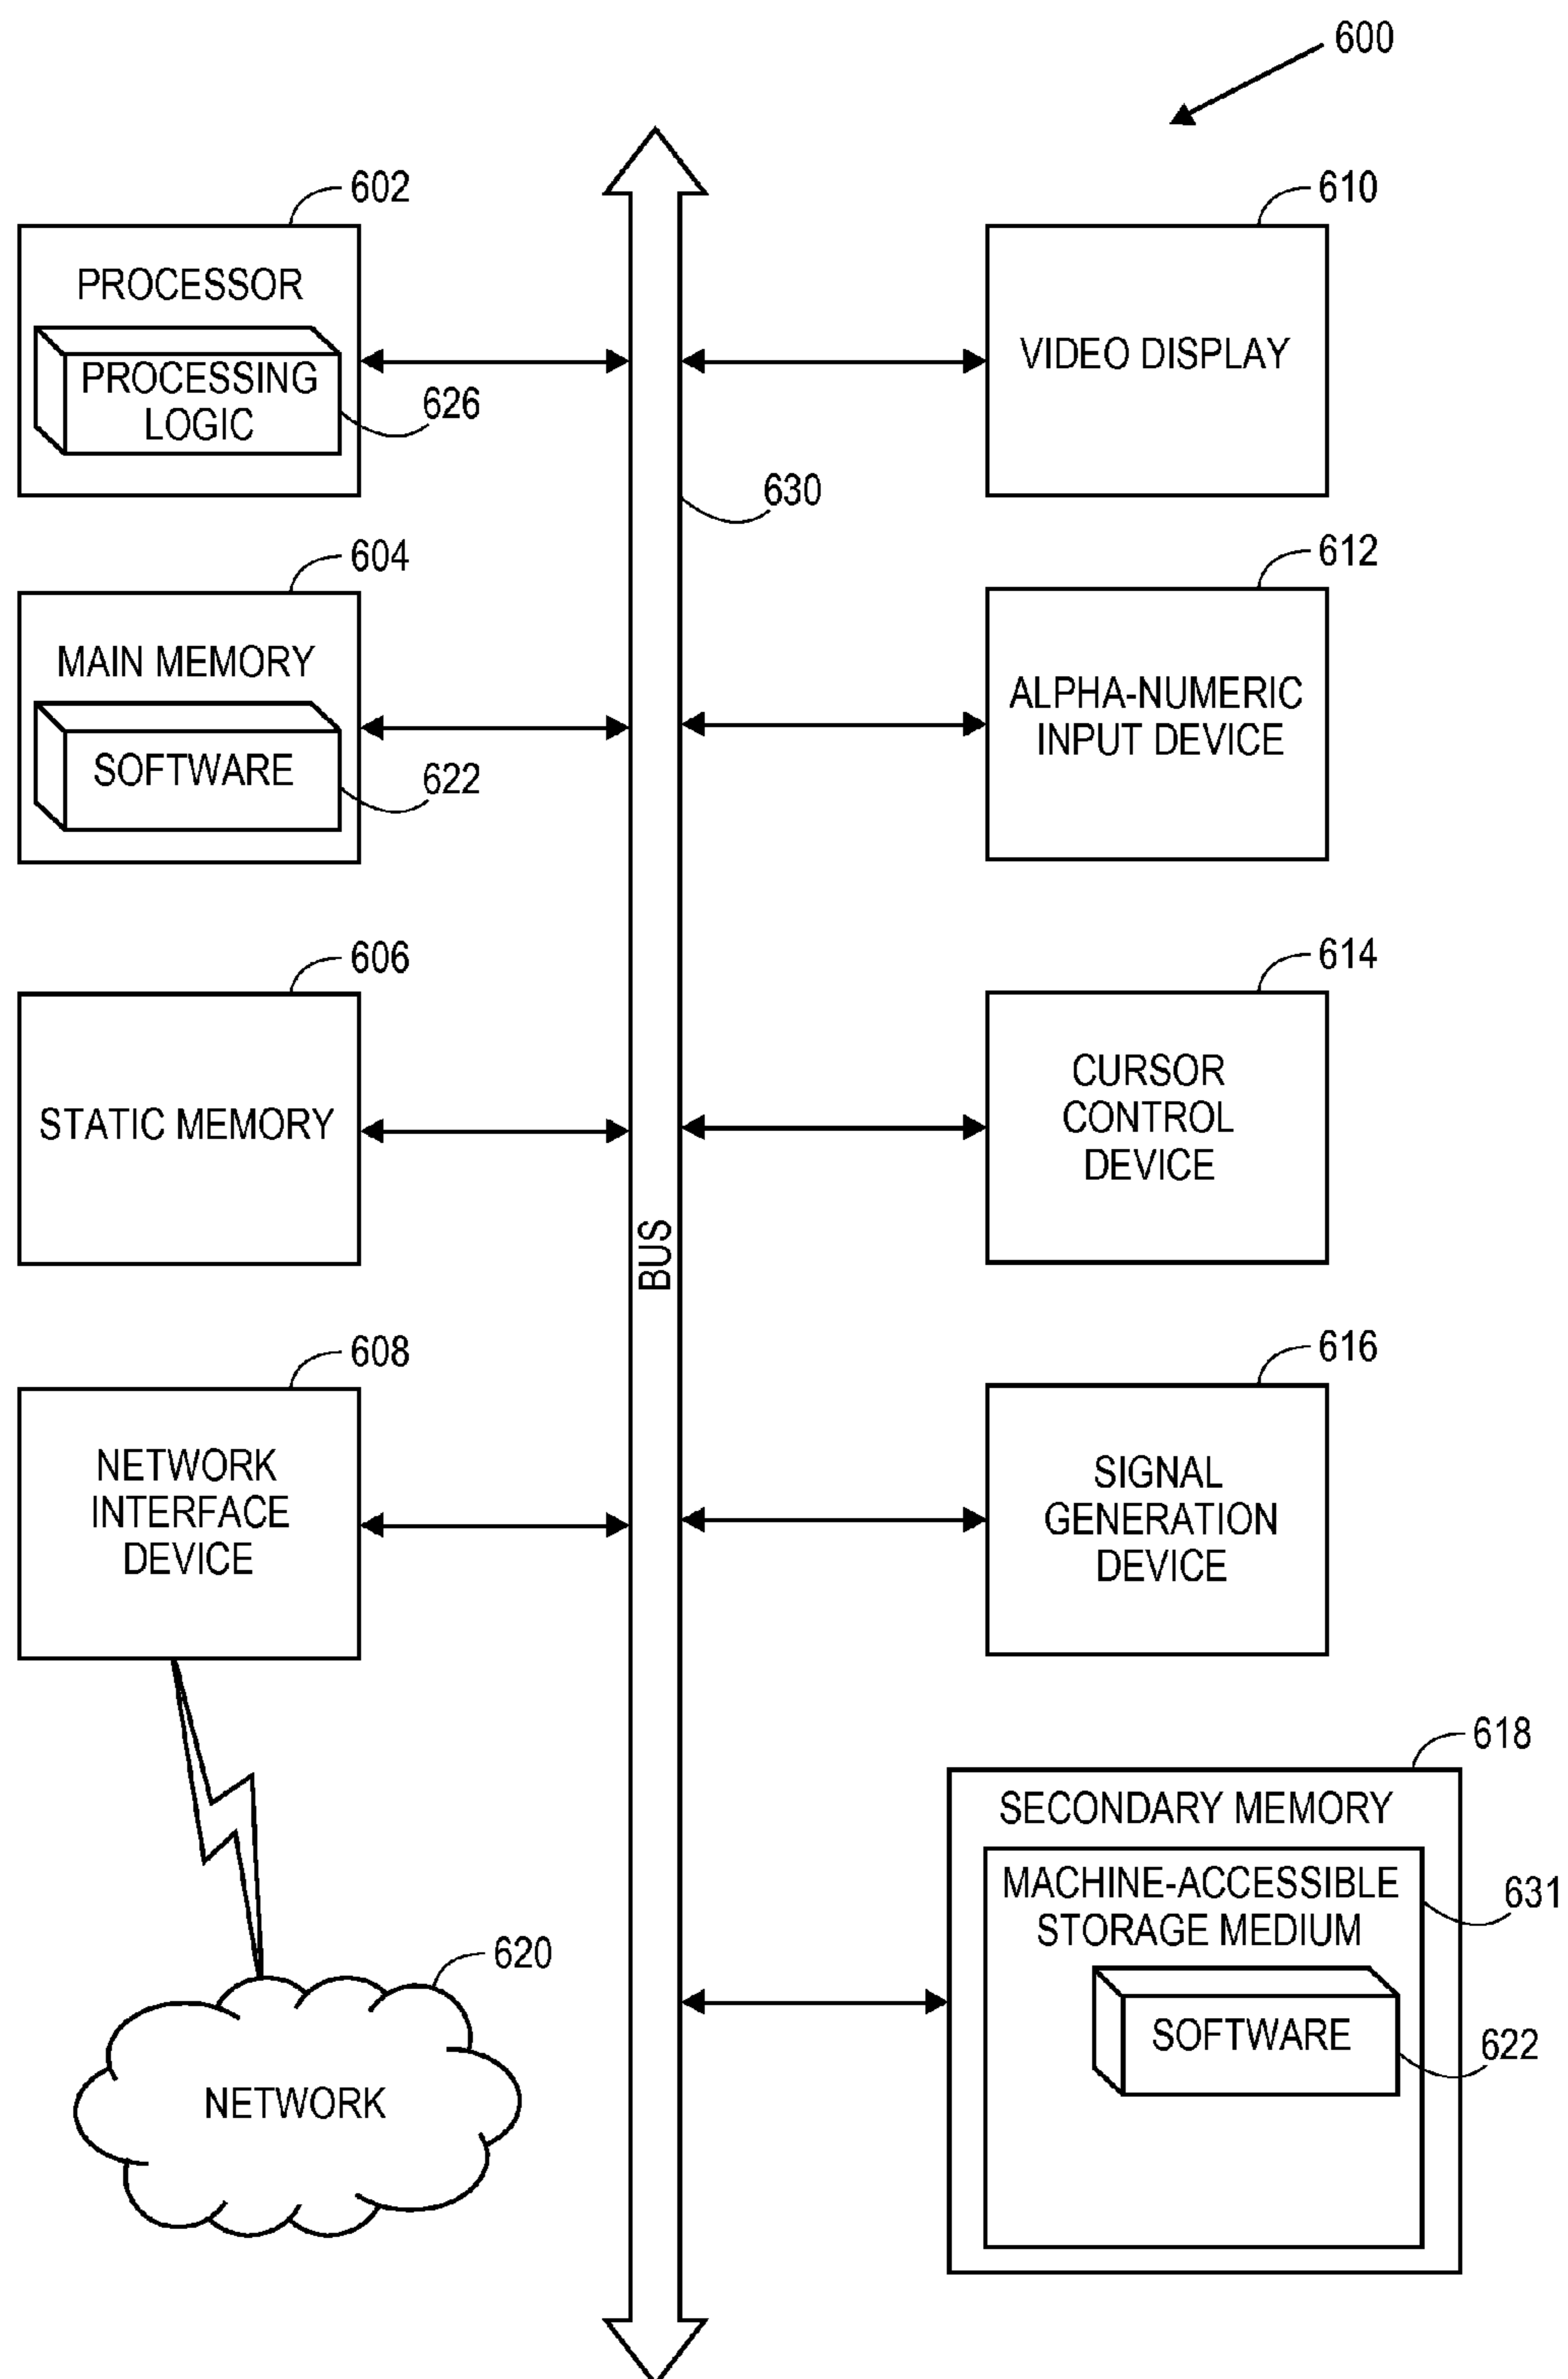 600
602
PROCESSOR
PROCESSING
LOGIC
626
610
VIDEO DISPLAY
630
604
MAIN MEMORY
SOFTWARE
622
612
ALPHA-NUMERIC
INPUT DEVICE
606
STATIC MEMORY
614
CURSOR
CONTROL
DEVICE
BUS
608
NETWORK
INTERFACE
DEVICE
616
SIGNAL
GENERATION
DEVICE
618
SECONDARY MEMORY
MACHINE-ACCESSIBLE
STORAGE MEDIUM
631
SOFTWARE
622
620
NETWORK